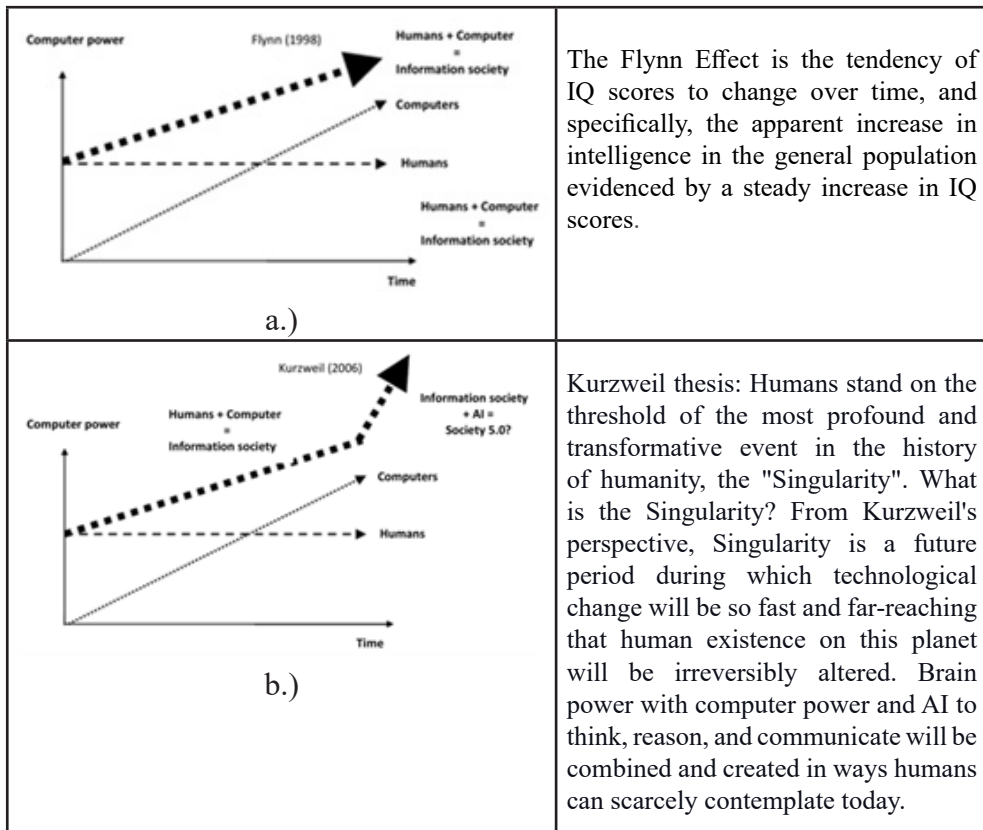 Computer power
Flynn (1998)
Humans + Computer
=
Information society
Computers
Humans
Humans + Computer
=
Information society
Time
a.)
The Flynn Effect is the tendency of
IQ scores to change over time, and
specifically, the apparent increase in
intelligence in the general population
evidenced by a steady increase in IQ
scores.
Kurzweil (2006)
Humans + Computer
=
Information society
Information society
+ AI =
Society 5.0?
Computer power
Computers
Humans
Time
b.)
Kurzweil thesis: Humans stand on the
threshold of the most profound and
transformative event in the history
of humanity, the "Singularity". What
is the Singularity? From Kurzweil's
perspective, Singularity is a future
period during which technological
change will be so fast and far-reaching
that human existence on this planet
will be irreversibly altered. Brain
power with computer power and AI to
think, reason, and communicate will be
combined and created in ways humans
can scarcely contemplate today.